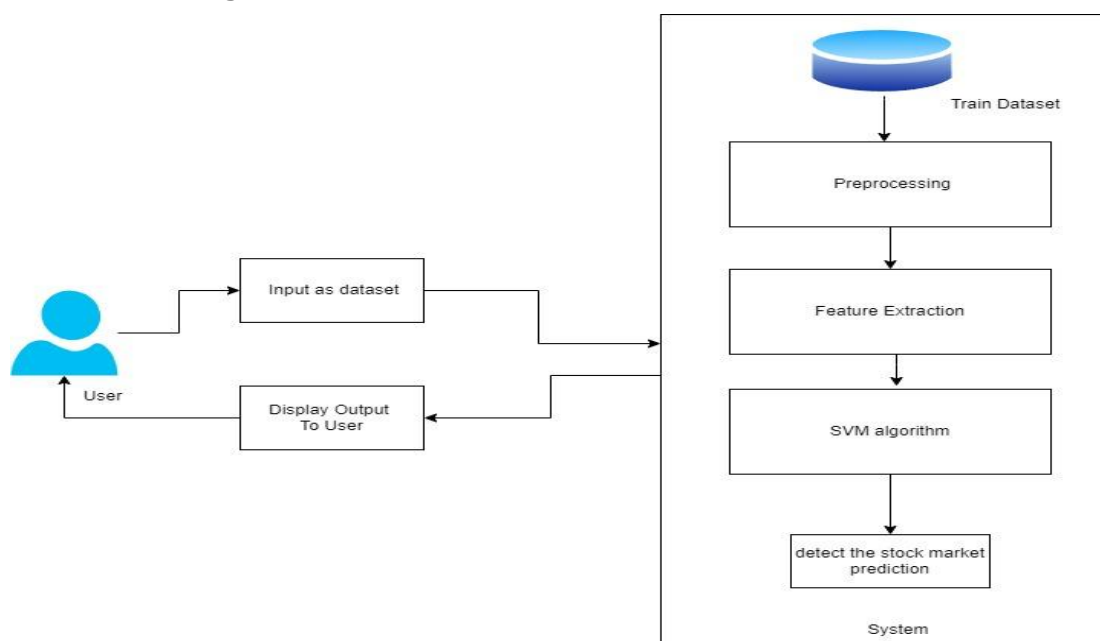 Train Dataset
Preprocessing
Input as dataset
Feature Extraction
User
Display Output
To User
SVM algorithm
detect the stock market
prediction
System